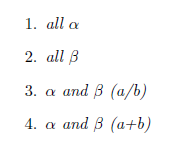 1. all α
2. all β
3. α and β (a/b)
4. α and β (a+b)